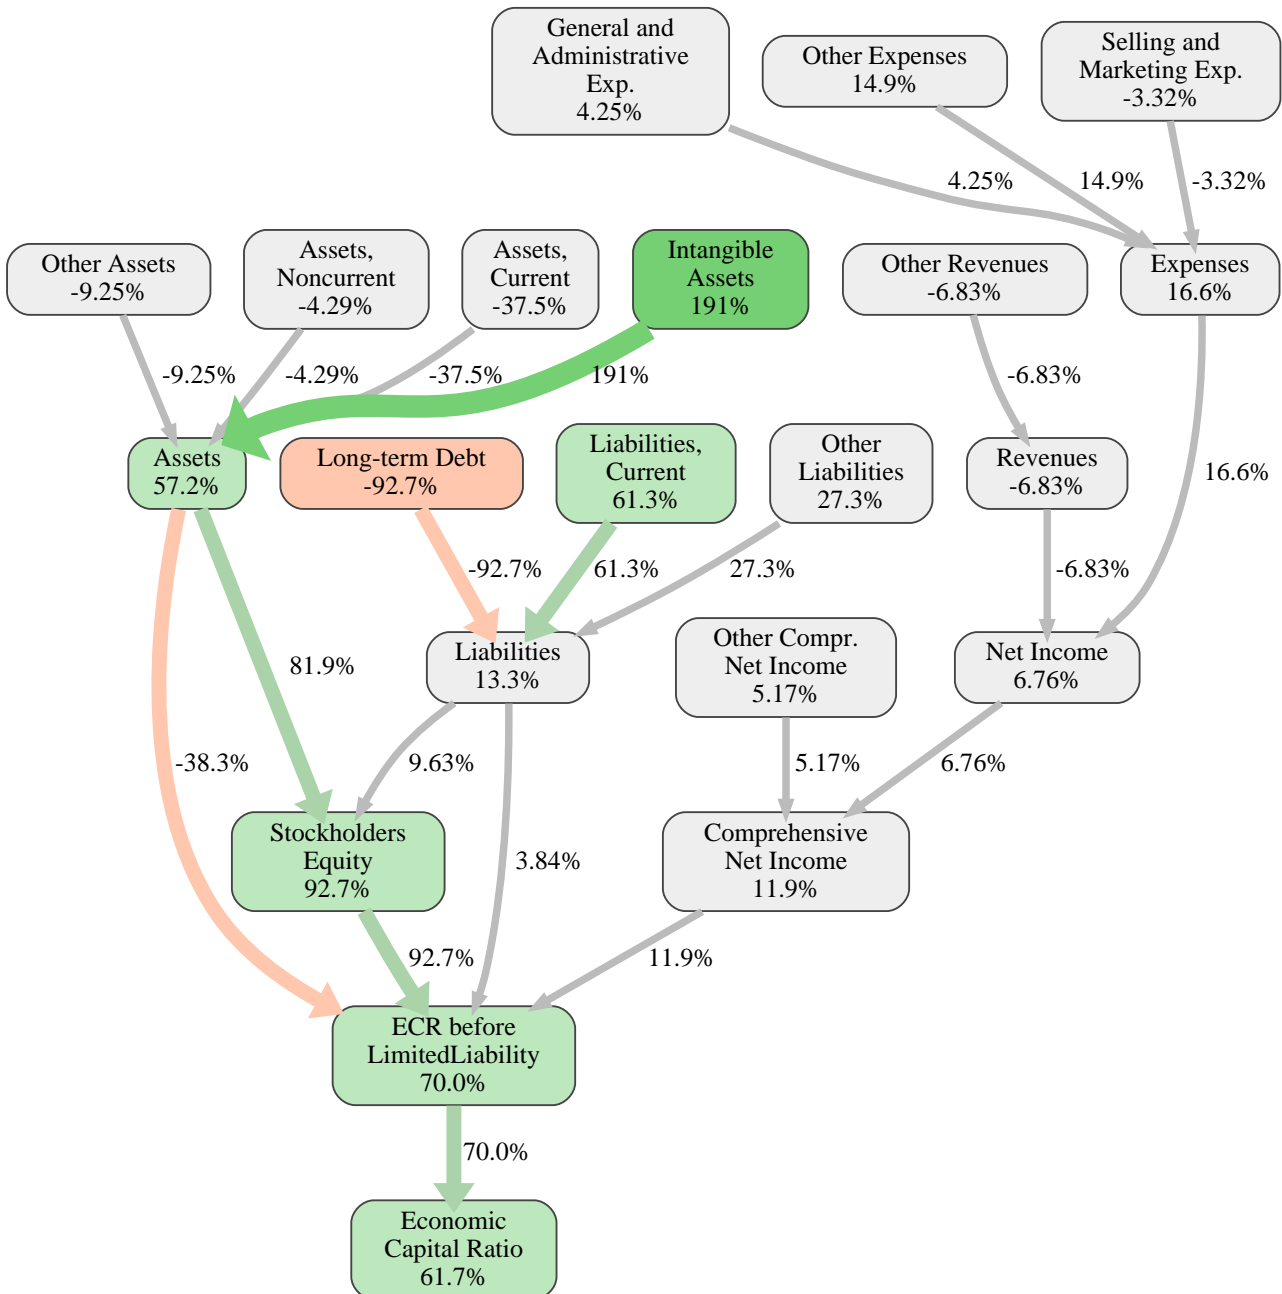 General and
Administrative
Exp.
4.25%
Other Expenses
14.9%
Selling and
Marketing Exp.
-3.32%
4.25%
14.9%
-3.32%
Other Assets
-9.25%
Assets,
Noncurrent
-4.29%
Assets,
Current
-37.5%
Intangible
Assets
191%
Other Revenues
-6.83%
Expenses
16.6%
-9.25%
-4.29%
-37.5%
191%
-6.83%
16.6%
Assets
57.2%
Long-term Debt
-92.7%
Liabilities,
Current
61.3%
Other
Liabilities
27.3%
Revenues
-6.83%
-92.7%
61.3%
27.3%
-6.83%
81.9%
Liabilities
13.3%
Other Compr.
Net Income
5.17%
Net Income
6.76%
-38.3%
9.63%
5.17%
6.76%
Stockholders
Equity
92.7%
3.84%
Comprehensive
Net Income
11.9%
92.7%
11.9%
ECR before
LimitedLiability
70.0%
70.0%
Economic
Capital Ratio
61.7%